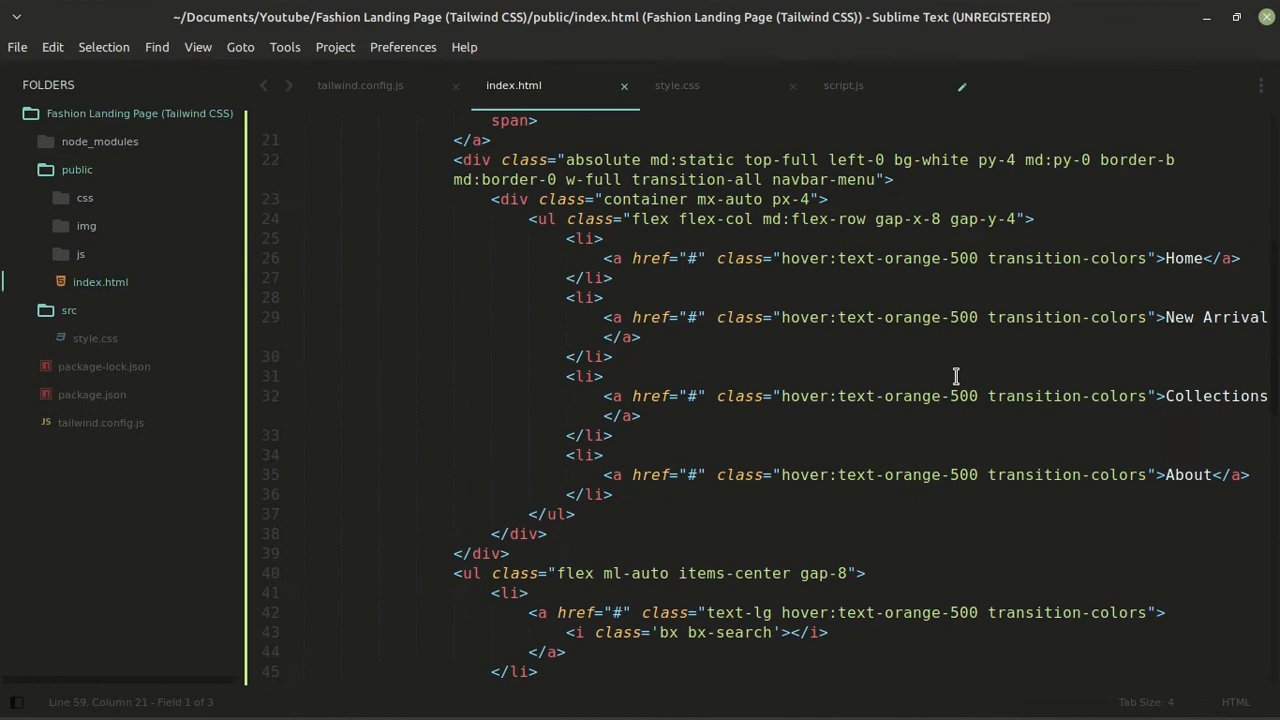 ~/Documents/Youtube/Fashion Landing Page (Tailwind CSS)/public/index.html (Fashion Landing Page (Tailwind CSS)) - Sublime Text (UNREGISTERED)
File Edit Selection Find View Goto Tools Project Preferences Help
FOLDERS
Fashion Landing Page (Tailwind CSS)
node_modules
public
css
img
js
index.html
src
style.css
package-lock.json
package.json
JS tailwind.config.js
tailwind.config.js index.html style.css script.js
span>
21 </a>
22 <div class="absolute md:static top-full left-0 bg-white py-4 md:py-0 border-b
md:border-0 w-full transition-all navbar-menu">
23 <div class="container mx-auto px-4">
24 <ul class="flex flex-col md:flex-row gap-x-8 gap-y-4">
25 <li>
26 <a href="#" class="hover:text-orange-500 transition-colors">Home</a>
27 </li>
28 <li>
29 <a href="#" class="hover:text-orange-500 transition-colors">New Arrival
</a>
30 </li>
31 <li>
32 <a href="#" class="hover:text-orange-500 transition-colors">Collections
</a>
33 </li>
34 <li>
35 <a href="#" class="hover:text-orange-500 transition-colors">About</a>
36 </li>
37 </ul>
38 </div>
39 </div>
40 <ul class="flex ml-auto items-center gap-8">
41 <li>
42 <a href="#" class="text-lg hover:text-orange-500 transition-colors">
43 <i class='bx bx-search'></i>
44 </a>
45 </li>
Line 59, Column 21 - Field 1 of 3 Tab Size: 4 HTML